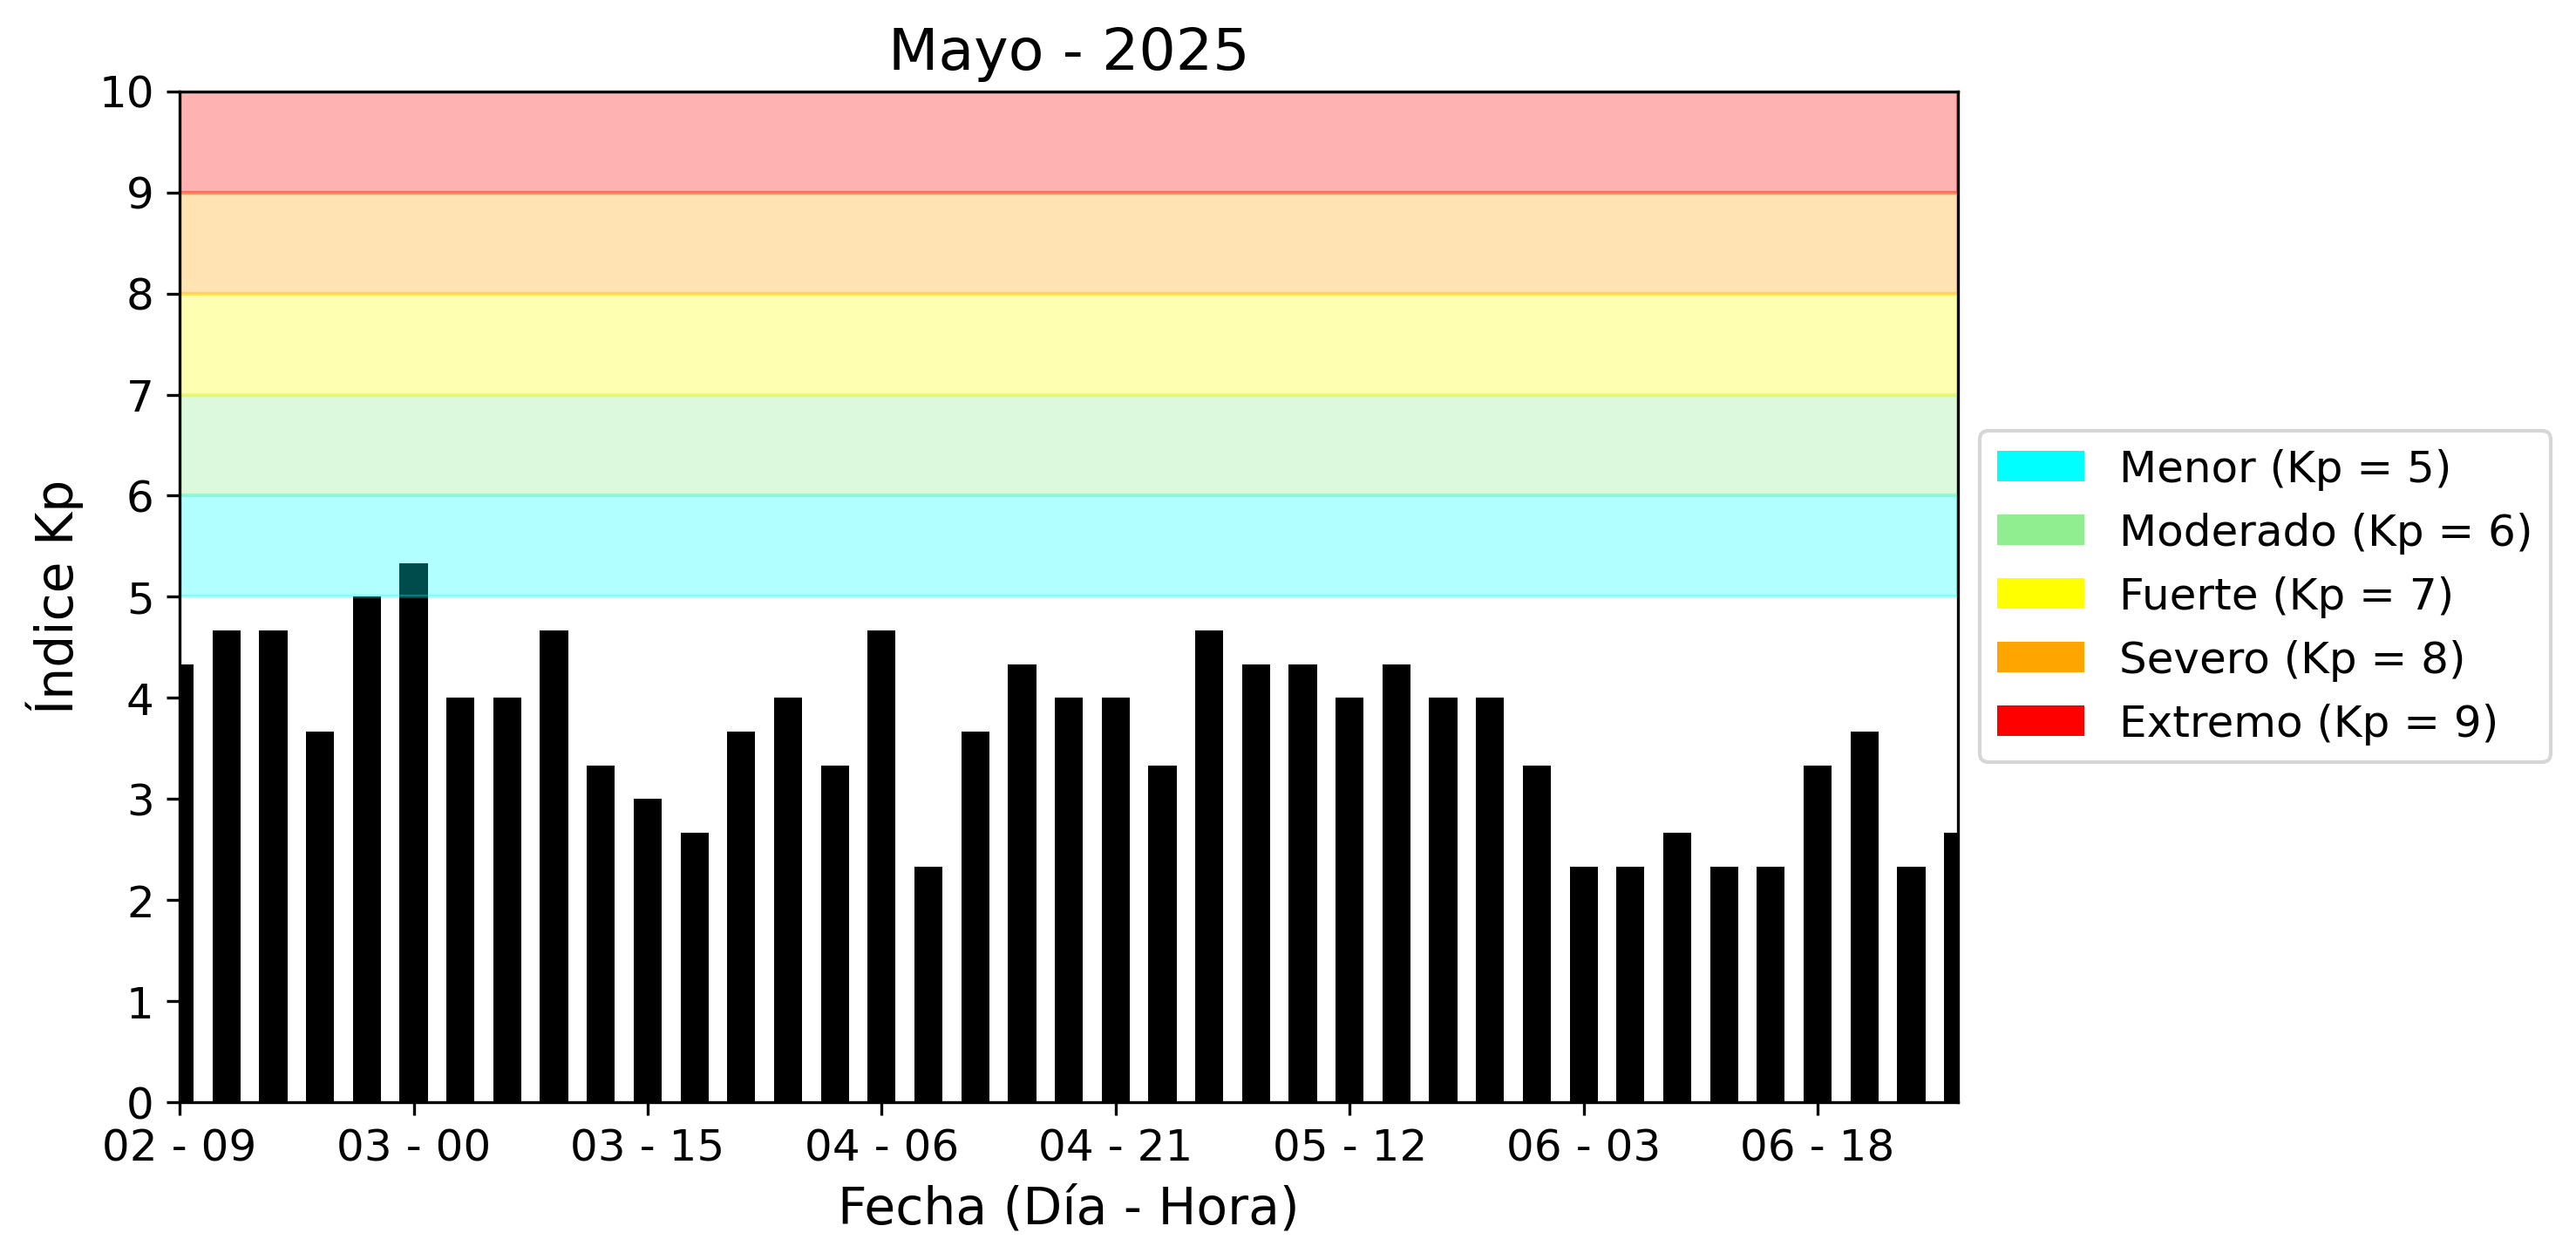 Mayo - 2025
10
9
8
7
6
5
4
3
2
1
0
Índice Kp
02 - 09
03 - 00
03 - 15
04 - 06
04 - 21
05 - 12
06 - 03
06 - 18
Fecha (Día - Hora)
Menor (Kp = 5)
Moderado (Kp = 6)
Fuerte (Kp = 7)
Severo (Kp = 8)
Extremo (Kp = 9)